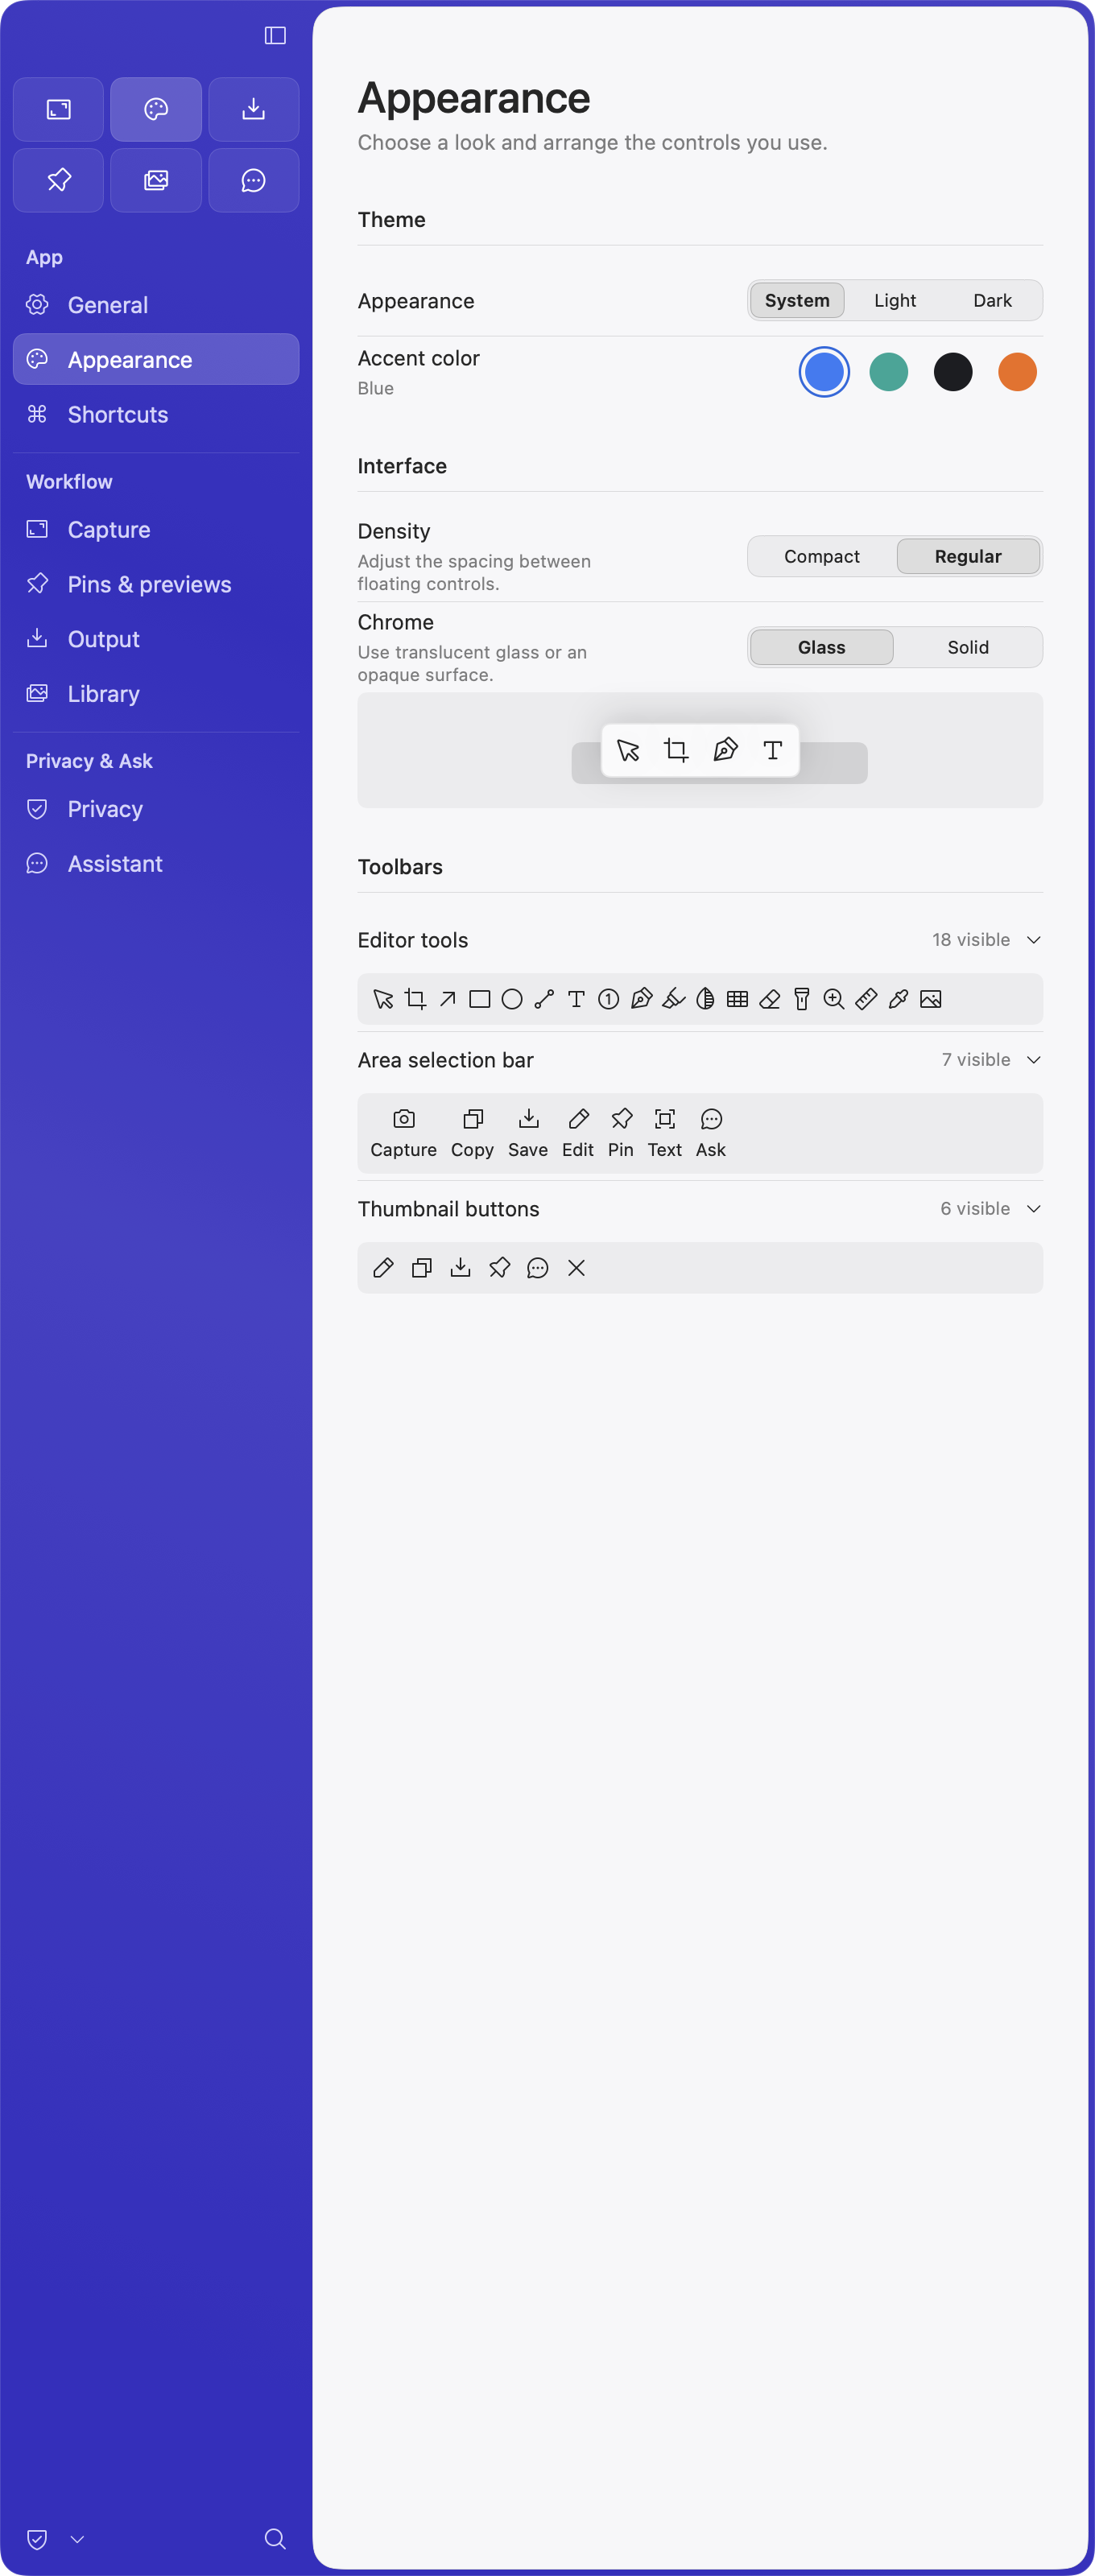 App
General
Appearance
Shortcuts
Workflow
Capture
Pins & previews
Output
Library
Privacy & Ask
Privacy
Assistant
Appearance
Choose a look and arrange the controls you use.
Theme
Appearance
System Light Dark
Accent color
Blue
Interface
Density
Adjust the spacing between
floating controls.
Compact Regular
Chrome
Use translucent glass or an
opaque surface.
Glass Solid
Toolbars
Editor tools 18 visible
Area selection bar 7 visible
Capture Copy Save Edit Pin Text Ask
Thumbnail buttons 6 visible